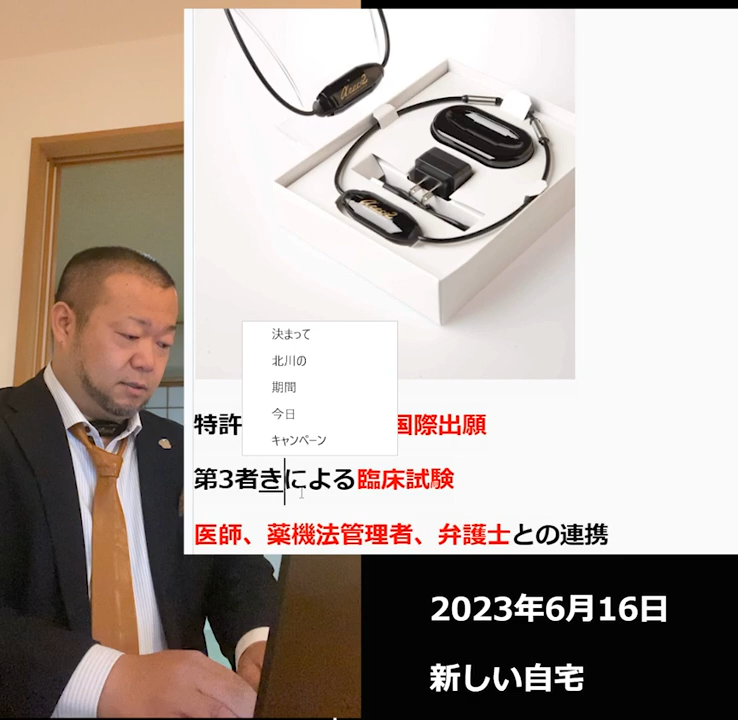 決まって
北川の
期間
今日
キャンペーン
特許
国際出願
第3者きによる臨床試験
医師、薬機法管理者、弁護士との連携
2023年6月16日
新しい自宅